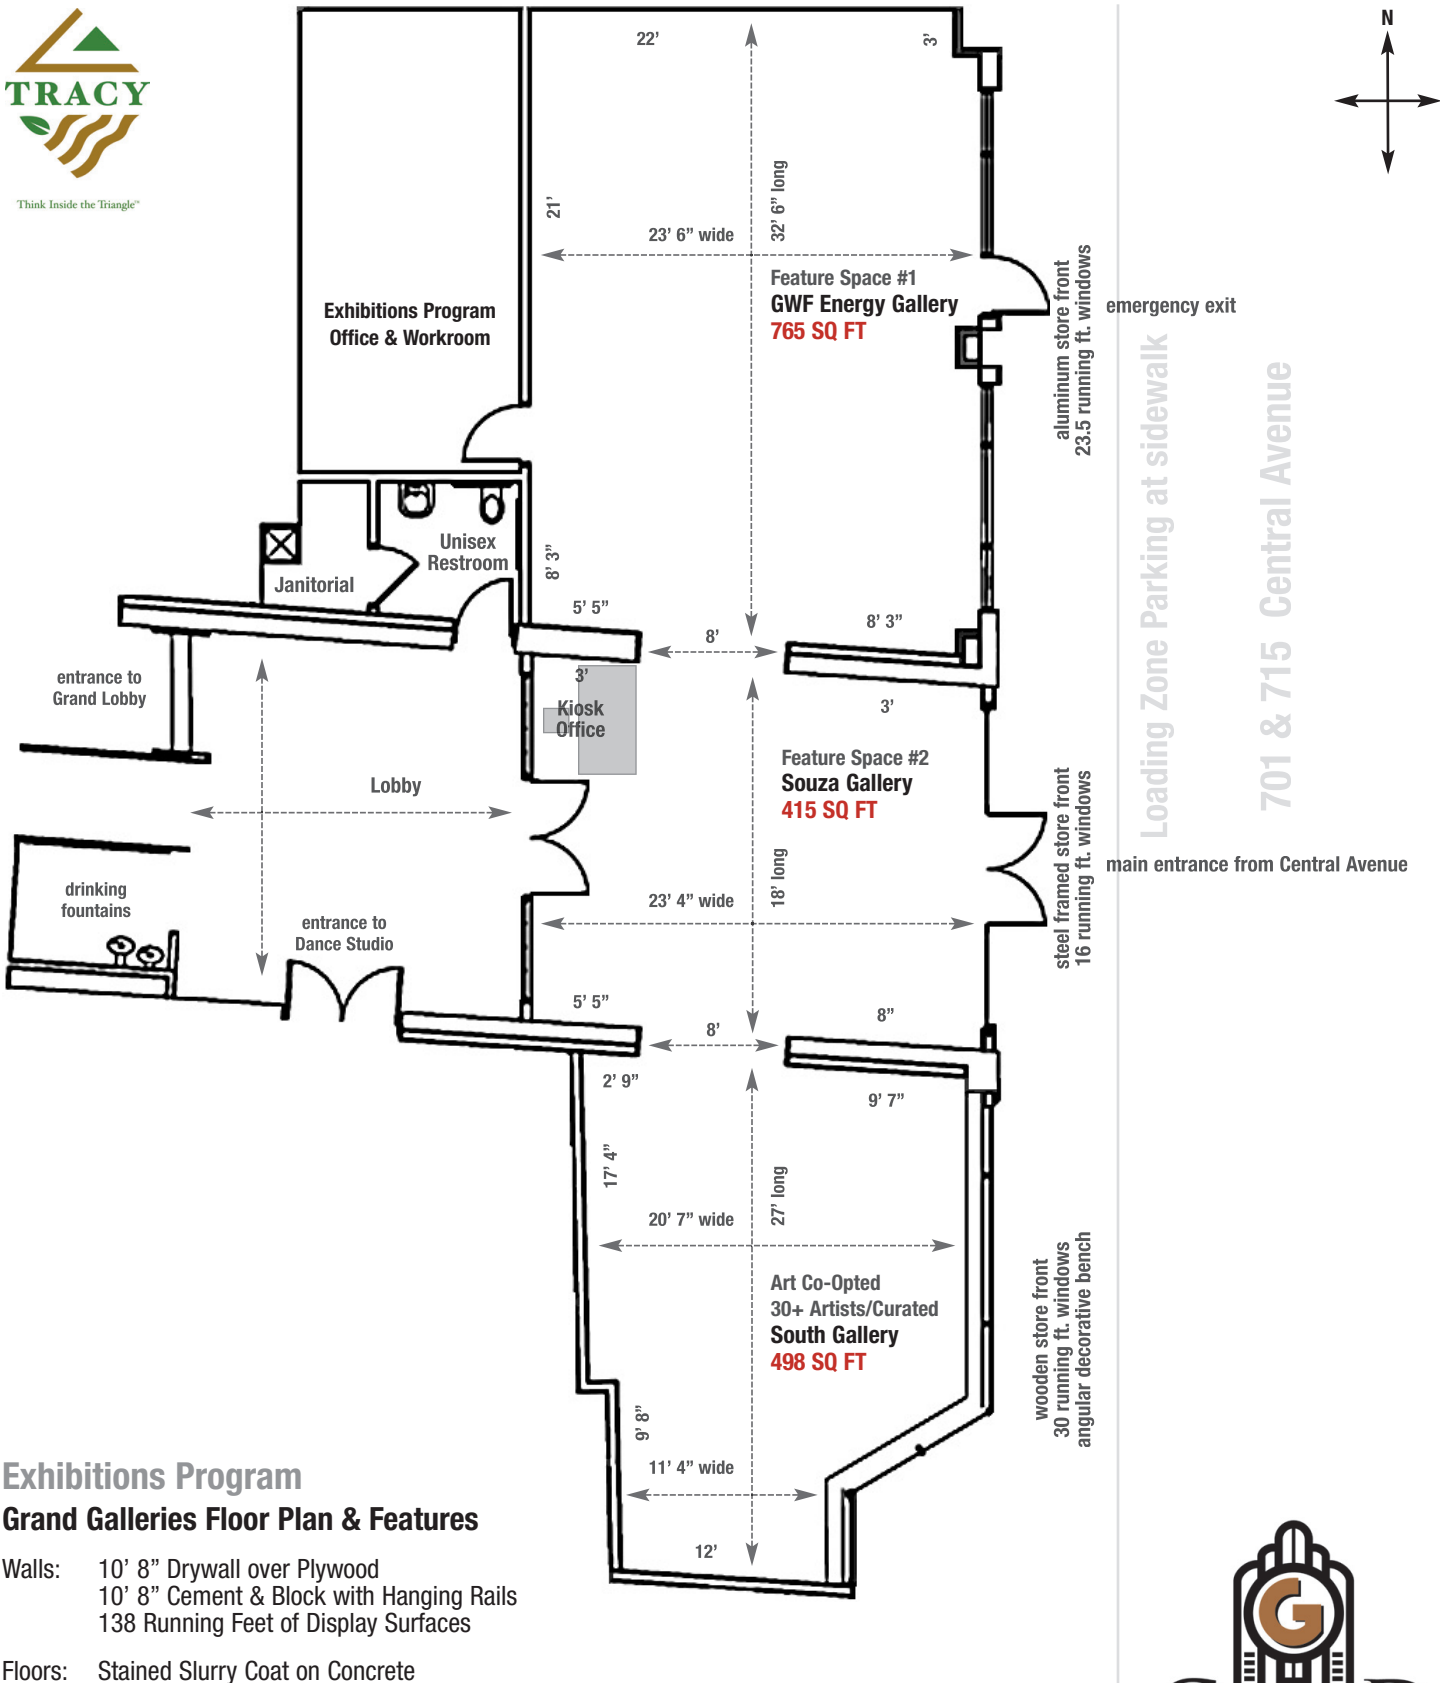 TRACY
Think Inside the Triangle™
N
22’
3’
21’
32’ 6” long
23’ 6” wide
Feature Space #1
GWF Energy Gallery
765 SQ FT
Exhibitions Program
Office & Workroom
aluminum store front
23.5 running ft. windows
emergency exit
Loading Zone Parking at sidewalk
701 & 715 Central Avenue
Unisex
Restroom
Janitorial
8’ 3”
5’ 5”
8’
8’ 3”
entrance to
Grand Lobby
3’
Kiosk
Office
3’
Feature Space #2
Souza Gallery
415 SQ FT
Lobby
steel framed store front
16 running ft. windows
main entrance from Central Avenue
18’ long
23’ 4” wide
drinking
fountains
entrance to
Dance Studio
5’ 5”
8’
8”
2’ 9”
9’ 7”
17’ 4”
27’ long
20’ 7” wide
Art Co-Opted
30+ Artists/Curated
South Gallery
498 SQ FT
wooden store front
30 running ft. windows
angular decorative bench
9’ 8”
11’ 4” wide
12’
Exhibitions Program
Grand Galleries Floor Plan & Features
Walls: 10’ 8” Drywall over Plywood
10’ 8” Cement & Block with Hanging Rails
138 Running Feet of Display Surfaces
Floors: Stained Slurry Coat on Concrete
G